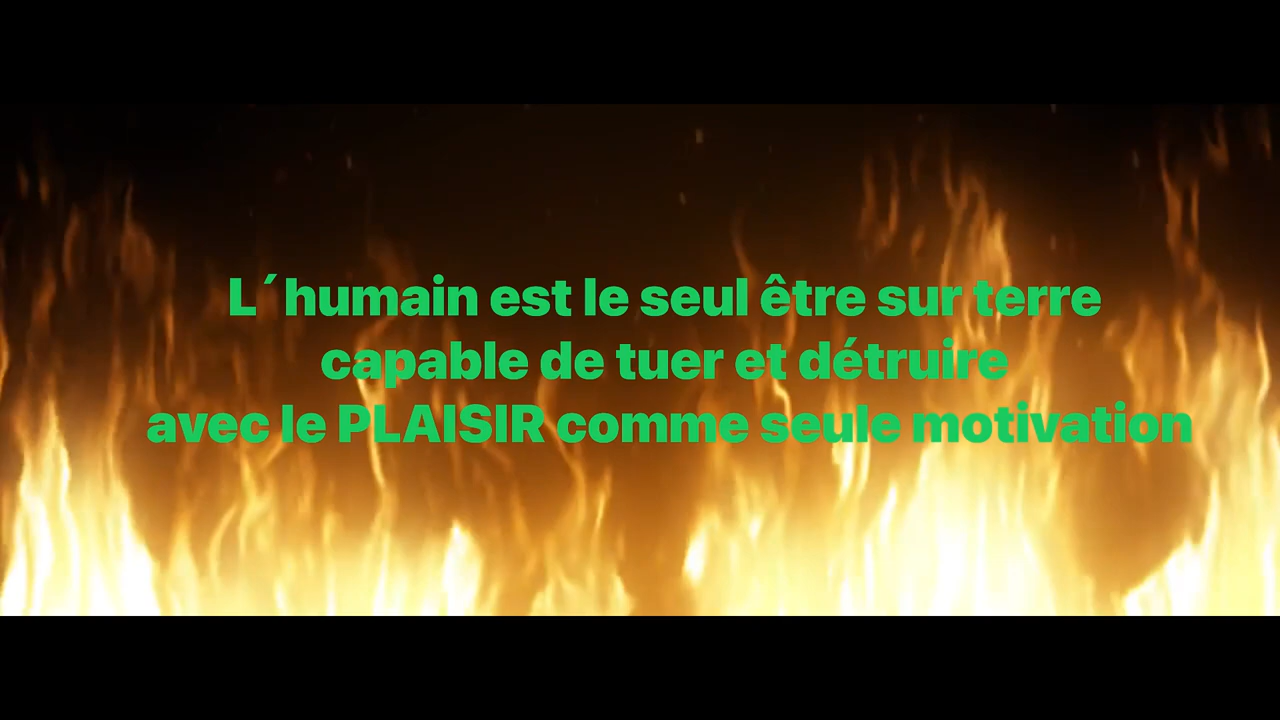 L´humain est le seul être sur terre
capable de tuer et détruire
avec le PLAISIR comme seule motivation